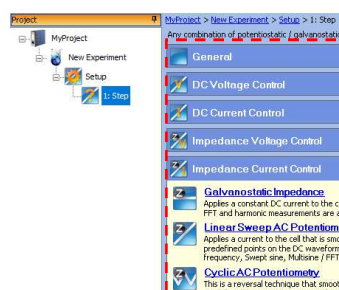 Project
MyProject
New Experiment
Setup
1: Step
MyProject > New Experiment > Setup > 1: Step
Any combination of potentiostatic / galvanostatic
General
DC Voltage Control
DC Current Control
Impedance Voltage Control
Impedance Current Control
Galvanostatic Impedance
Applies a constant DC current to the c
FFT and harmonic measurements are a
Linear Sweep AC Potentiom
Applies a current to the cell that is smo
predefined points on the DC waveform
frequency, Swept sine, Multisine / FFT
Cyclic AC Potentiometry
This is a reversal technique that smoot